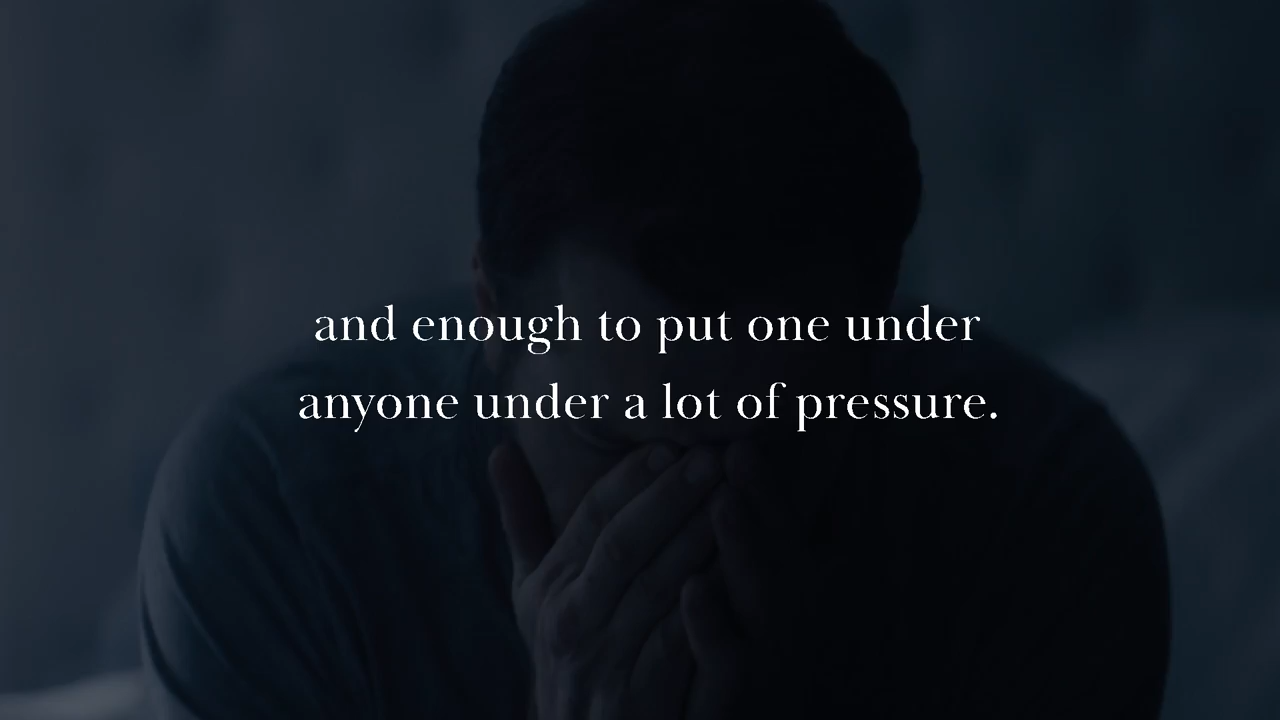 and enough to put one under
anyone under a lot of pressure.